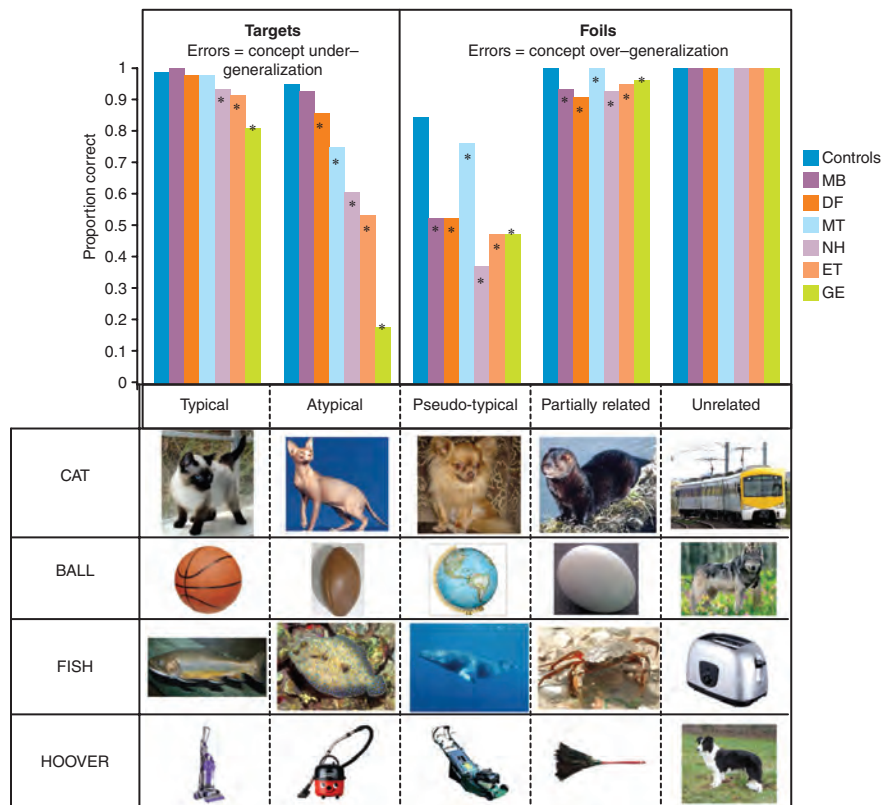 Targets
Errors = concept under–
generalization
Foils
Errors = concept over–generalization
Proportion correct
1
0.9
0.8
0.7
0.6
0.5
0.4
0.3
0.2
0.1
0
* * * * * * * * * * * * * * * * * *
Controls
MB
DF
MT
NH
ET
GE
Typical
Atypical
Pseudo-typical
Partially related
Unrelated
CAT
BALL
FISH
HOOVER